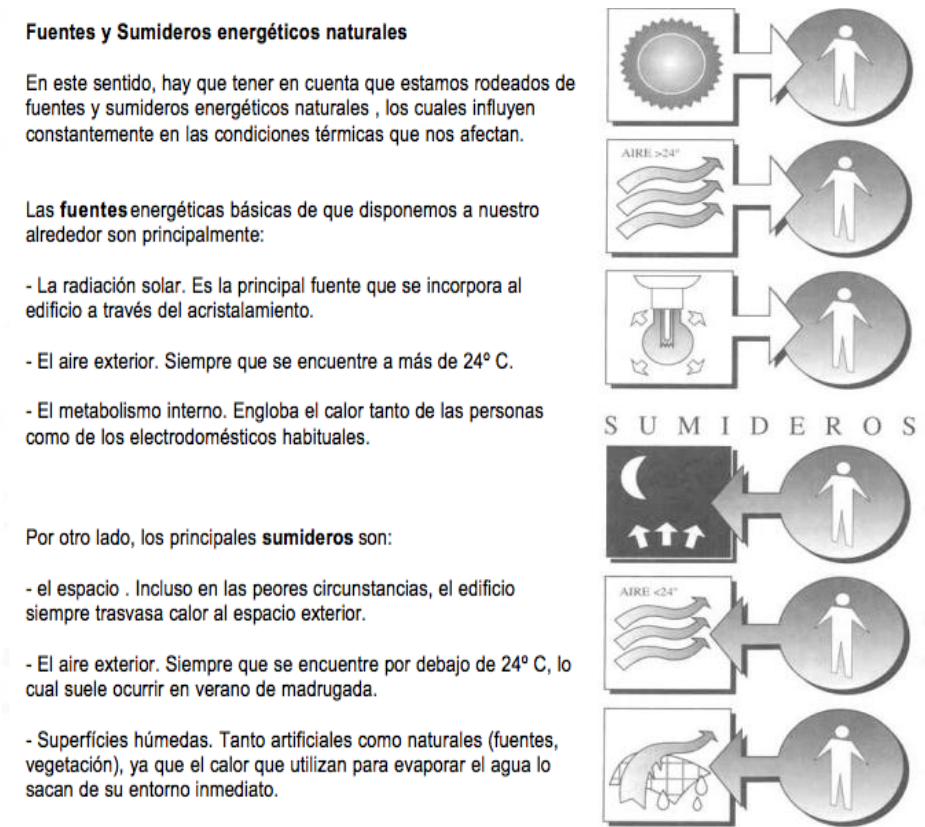 Fuentes y Sumideros energéticos naturales
En este sentido, hay que tener en cuenta que estamos rodeados de
fuentes y sumideros energéticos naturales , los cuales influyen
constantemente en las condiciones térmicas que nos afectan.
Las fuentes energéticas básicas de que disponemos a nuestro
alrededor son principalmente:
- La radiación solar. Es la principal fuente que se incorpora al
edificio a través del acristalamiento.
- El aire exterior. Siempre que se encuentre a más de 24º C.
- El metabolismo interno. Engloba el calor tanto de las personas
como de los electrodomésticos habituales.
Por otro lado, los principales sumideros son:
- el espacio . Incluso en las peores circunstancias, el edificio
siempre trasvasa calor al espacio exterior.
- El aire exterior. Siempre que se encuentre por debajo de 24º C, lo
cual suele ocurrir en verano de madrugada.
- Superfícies húmedas. Tanto artificiales como naturales (fuentes,
vegetación), ya que el calor que utilizan para evaporar el agua lo
sacan de su entorno inmediato.
AIRE >24º
SUMIDEROS
AIRE <24º